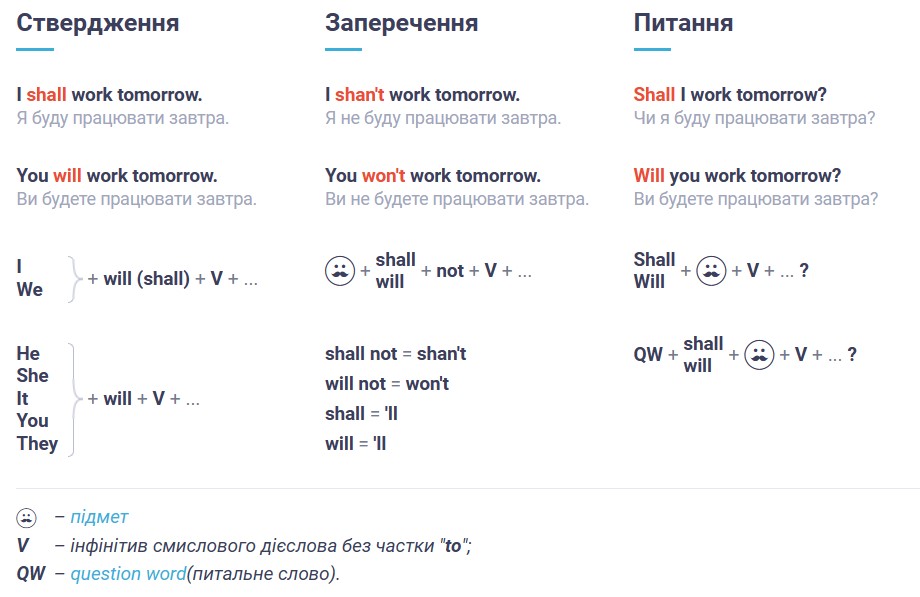 Ствердження
I shall work tomorrow.
Я буду працювати завтра.
You will work tomorrow.
Ви будете працювати завтра.
I
We
+ will (shall) + V + ...
He
She
It
You
They
+ will + V + ...
Заперечення
I shan't work tomorrow.
Я не буду працювати завтра.
You won't work tomorrow.
Ви не будете працювати завтра.
+ shall
will + not + V + ...
shall not = shan't
will not = won't
shall = 'll
will = 'll
Питання
Shall I work tomorrow?
Чи я буду працювати завтра?
Will you work tomorrow?
Ви будете працювати завтра?
Shall
Will + + V + ... ?
QW + shall
will + + V + ... ?
– підмет
V – інфінітив смислового дієслова без частки "to";
QW – question word(питальне слово).